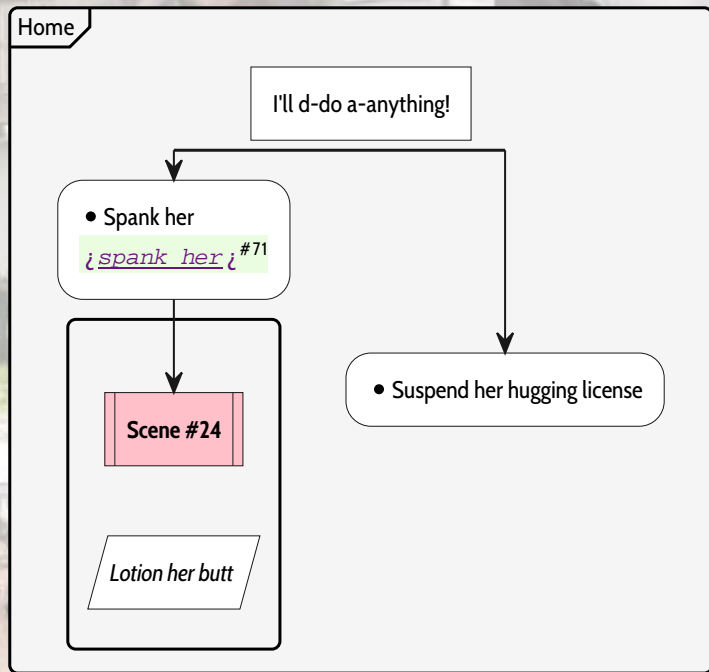 Home
I'll d-do a-anything!
• Spank her
¿spank her¿#71
• Suspend her hugging license
Scene #24
Lotion her butt